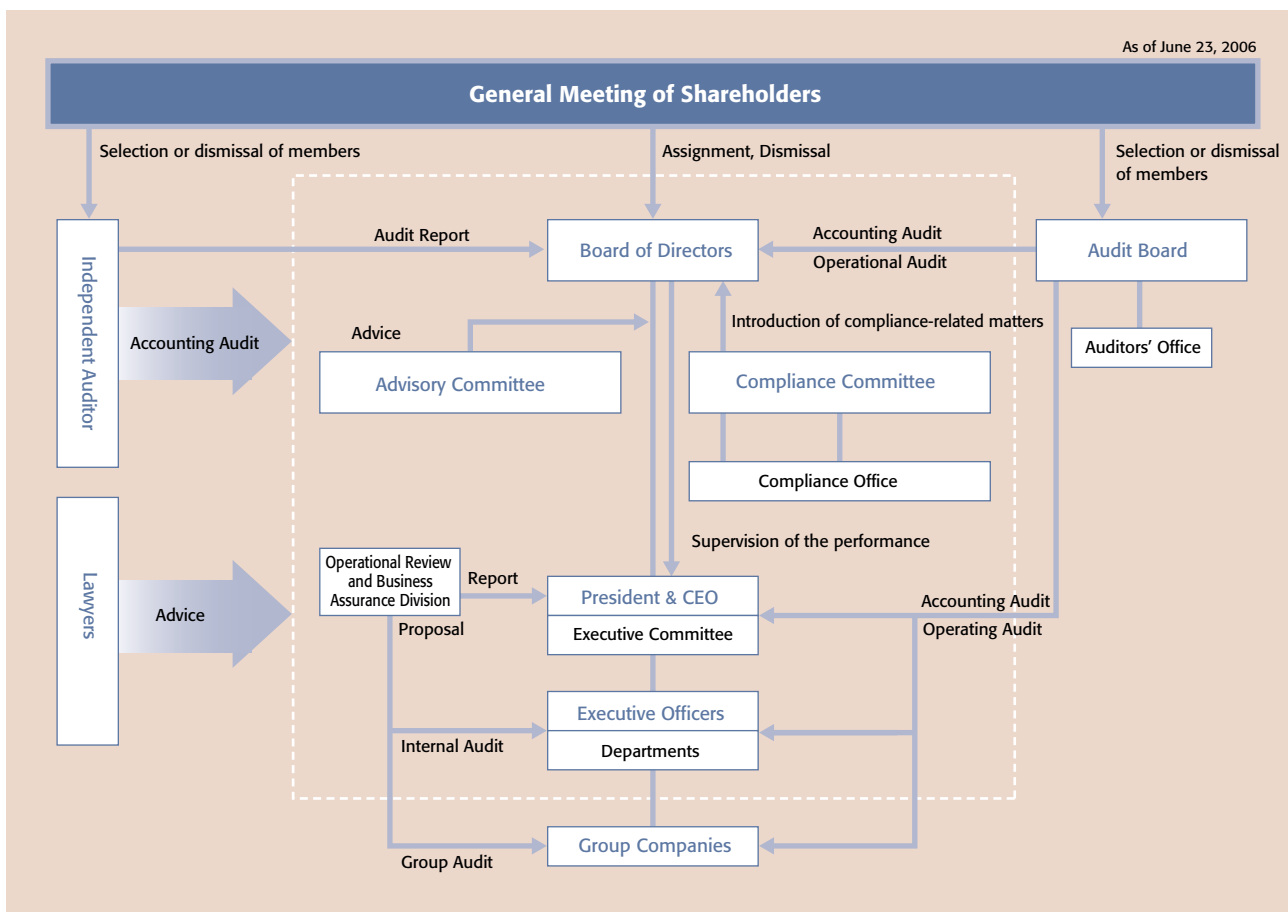 As of June 23, 2006
General Meeting of Shareholders
Selection or dismissal of members
Assignment, Dismissal
Selection or dismissal
of members
Independent Auditor
Audit Report
Board of Directors
Accounting Audit
Operational Audit
Audit Board
Accounting Audit
Advice
Introduction of compliance-related matters
Auditors' Office
Advisory Committee
Compliance Committee
Compliance Office
Lawyers
Advice
Supervision of the performance
Operational Review
and Business
Assurance Division
Report
Proposal
President & CEO
Executive Committee
Accounting Audit
Operating Audit
Executive Officers
Departments
Internal Audit
Group Companies
Group Audit